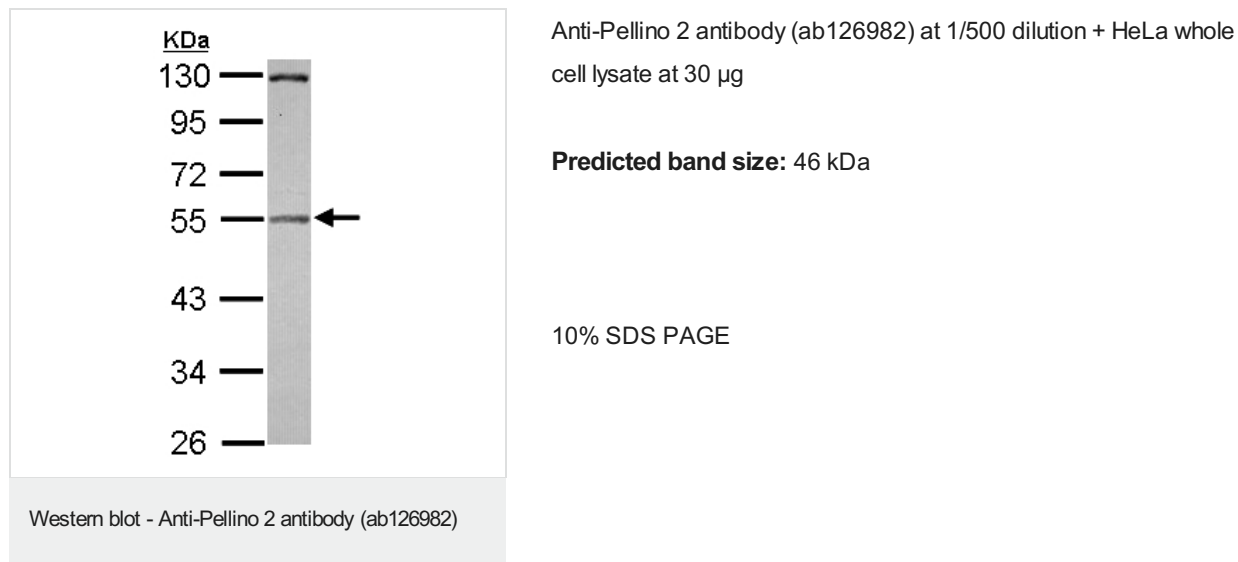 KDa
130
95
72
55
43
34
26
Western blot - Anti-Pellino 2 antibody (ab126982)
Anti-Pellino 2 antibody (ab126982) at 1/500 dilution + HeLa whole
cell lysate at 30 µg
Predicted band size: 46 kDa
10% SDS PAGE